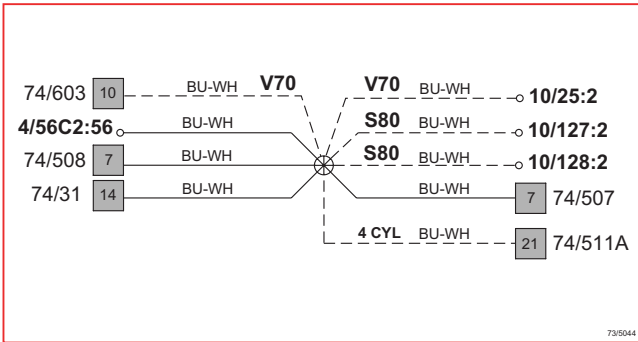 74/603 10 BU-WH V70 V70 BU-WH 10/25:2
4/56C2:56 BU-WH S80 BU-WH 10/127:2
74/508 7 BU-WH S80 BU-WH 10/128:2
74/31 14 BU-WH BU-WH 7 74/507
4 CYL BU-WH 21 74/511A
73/5044